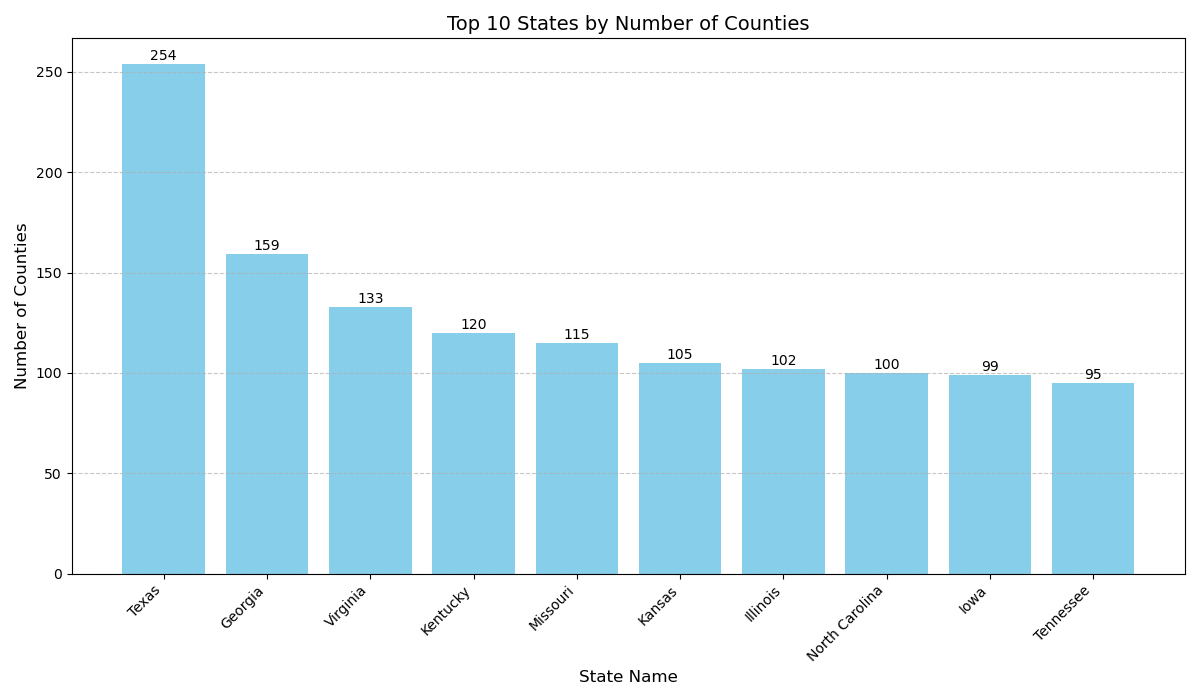 Top 10 States by Number of Counties
Number of Counties
250
200
150
100
50
0
254
159
133
120
115
105
102
100
99
95
Texas
Georgia
Virginia
Kentucky
Missouri
Kansas
Illinois
North Carolina
Iowa
Tennessee
State Name